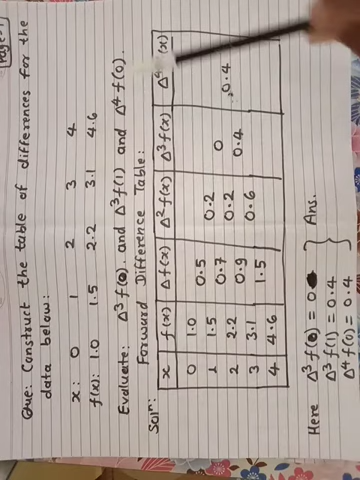 Page-1
Que: Construct the table of differences for the
data below:
x: 0 1 2 3 4
f(x): 1.0 1.5 2.2 3.1 4.6
Evaluate: Δ³f(0) and Δ³f(1) and Δ⁴f(0).
Solⁿ: Forward Difference Table:
x f(x) Δf(x) Δ²f(x) Δ³f(x) Δ⁴ (x)
0 1.0
0.5
1 1.5 0.2
0.7 0
2 2.2 0.2 0.4
0.9 0.4
3 3.1 0.6
1.5
4 4.6
Here Δ³f(0) = 0
Δ³f(1) = 0.4
Δ⁴f(0) = 0.4
Ans.